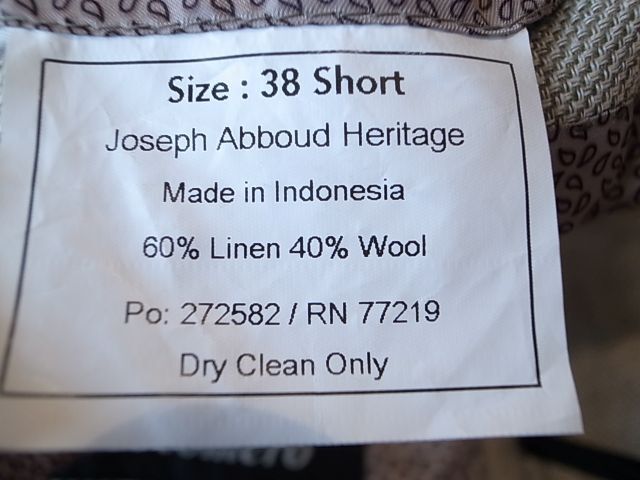 Size : 38 Short
Joseph Abboud Heritage
Made in Indonesia
60% Linen 40% Wool
Po: 272582 / RN 77219
Dry Clean Only